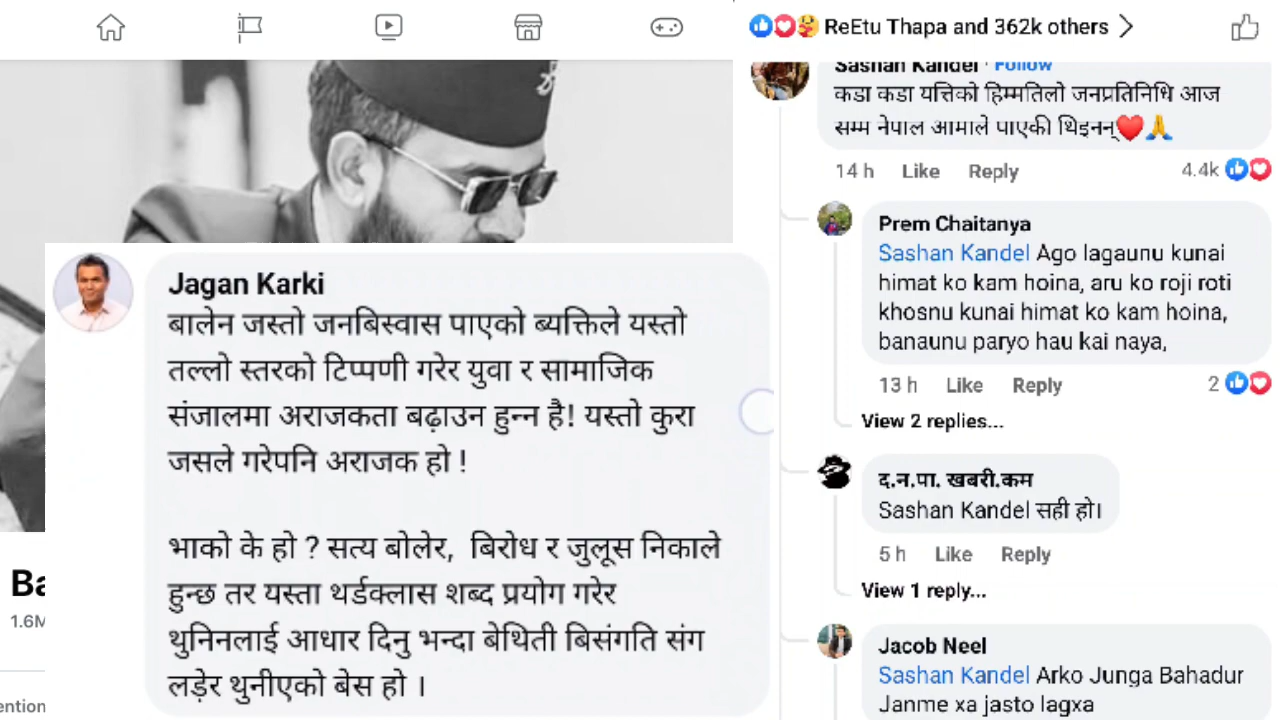 Ba
1.6M
Jagan Karki
बालेन जस्तो जनबिस्वास पाएको ब्यक्तिले यस्तो
तल्लो स्तरको टिप्पणी गरेर युवा र सामाजिक
संजालमा अराजकता बढ़ाउन हुन्न है! यस्तो कुरा
जसले गरेपनि अराजक हो !
भाको के हो ? सत्य बोलेर, बिरोध र जुलूस निकाले
हुन्छ तर यस्ता थर्डक्लास शब्द प्रयोग गरेर
थुनिनलाई आधार दिनु भन्दा बेथिती बिसंगति संग
लड़ेर थुनीएको बेस हो ।
ReEtu Thapa and 362k others
Sashan Kandel · Follow
कडा कडा यत्तिको हिम्मतिलो जनप्रतिनिधि आज
सम्म नेपाल आमाले पाएकी थिइनन्❤️🙏
14 h Like Reply 4.4k
Prem Chaitanya
Sashan Kandel Ago lagaunu kunai
himat ko kam hoina, aru ko roji roti
khosnu kunai himat ko kam hoina,
banaunu paryo hau kai naya,
13 h Like Reply 2
View 2 replies...
द.न.पा. खबरी.कम
Sashan Kandel सही हो।
5 h Like Reply
View 1 reply...
Jacob Neel
Sashan Kandel Arko Junga Bahadur
Janme xa jasto lagxa